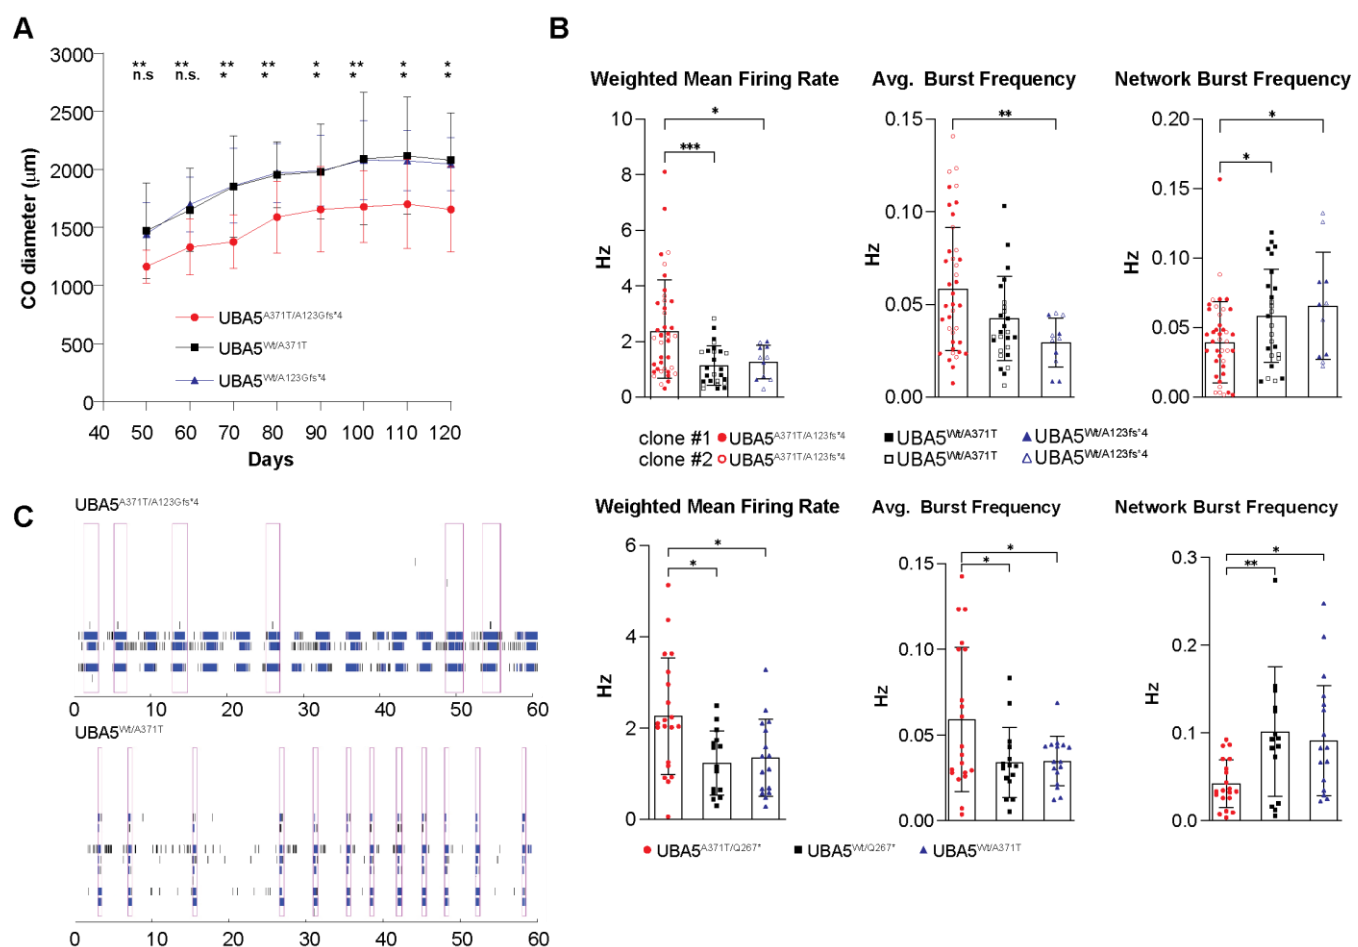 A
3000
2500
2000
1500
1000
500
0
CO diameter (µm)
** ** ** ** * ** * *
n.s n.s. * * * * * *
UBA5A371T/A123Gfs*4
UBA5Wt/A371T
UBA5Wt/A123Gfs*4
40 50 60 70 80 90 100 110 120
Days
B
Weighted Mean Firing Rate
Hz
10
8
6
4
2
0
*
***
Avg. Burst Frequency
Hz
0.15
0.10
0.05
0.00
**
Network Burst Frequency
Hz
0.20
0.15
0.10
0.05
0.00
*
*
clone #1 UBA5A371T/A123fs*4 UBA5Wt/A371T UBA5Wt/A123fs*4
clone #2 UBA5A371T/A123fs*4 UBA5Wt/A371T UBA5Wt/A123fs*4
Weighted Mean Firing Rate
Hz
6
4
2
0
*
*
Avg. Burst Frequency
Hz
0.15
0.10
0.05
0.00
*
*
Network Burst Frequency
Hz
0.3
0.2
0.1
0.0
*
**
UBA5A371T/Q267* UBA5Wt/Q267* UBA5Wt/A371T
C
UBA5A371T/A123Gfs*4
0 10 20 30 40 50 60
UBA5Wt/A371T
0 10 20 30 40 50 60